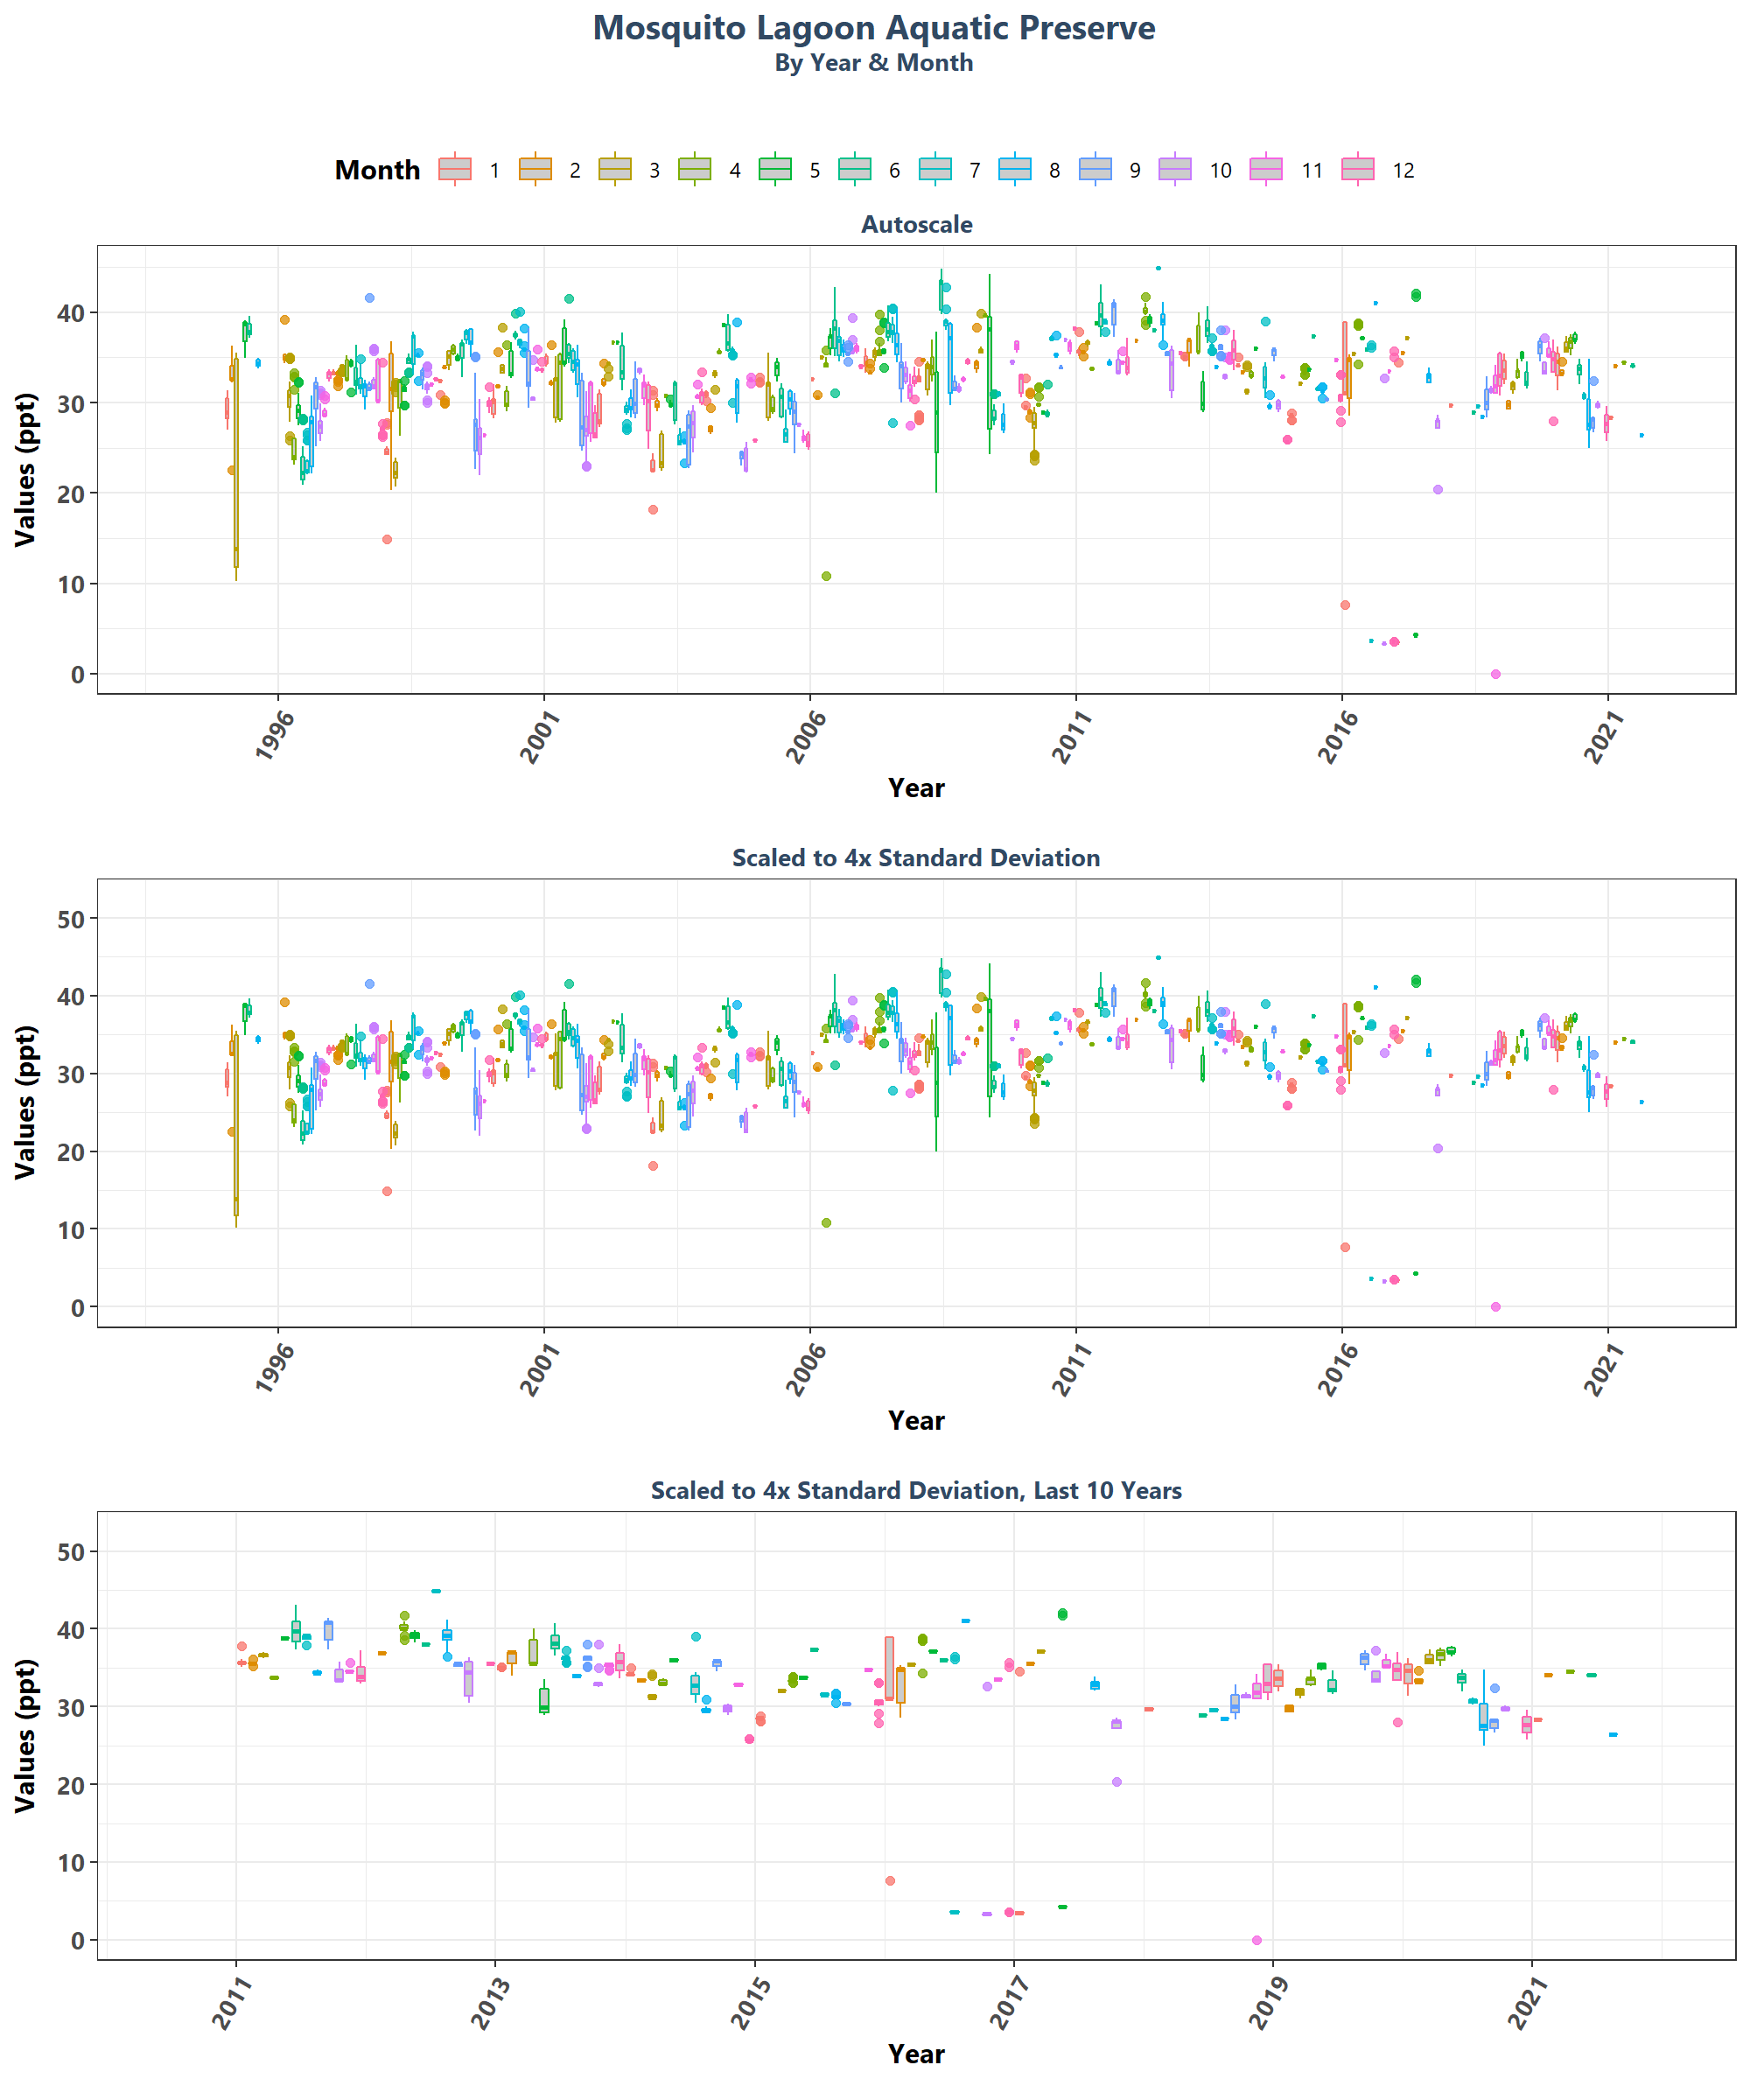 Mosquito Lagoon Aquatic Preserve
By Year & Month
Month 1 2 3 4 5 6 7 8 9 10 11 12
Autoscale
Values (ppt)
40
30
20
10
0
1996 2001 2006 2011 2016 2021
Year
Scaled to 4x Standard Deviation
Values (ppt)
50
40
30
20
10
0
1996 2001 2006 2011 2016 2021
Year
Scaled to 4x Standard Deviation, Last 10 Years
Values (ppt)
50
40
30
20
10
0
2011 2013 2015 2017 2019 2021
Year